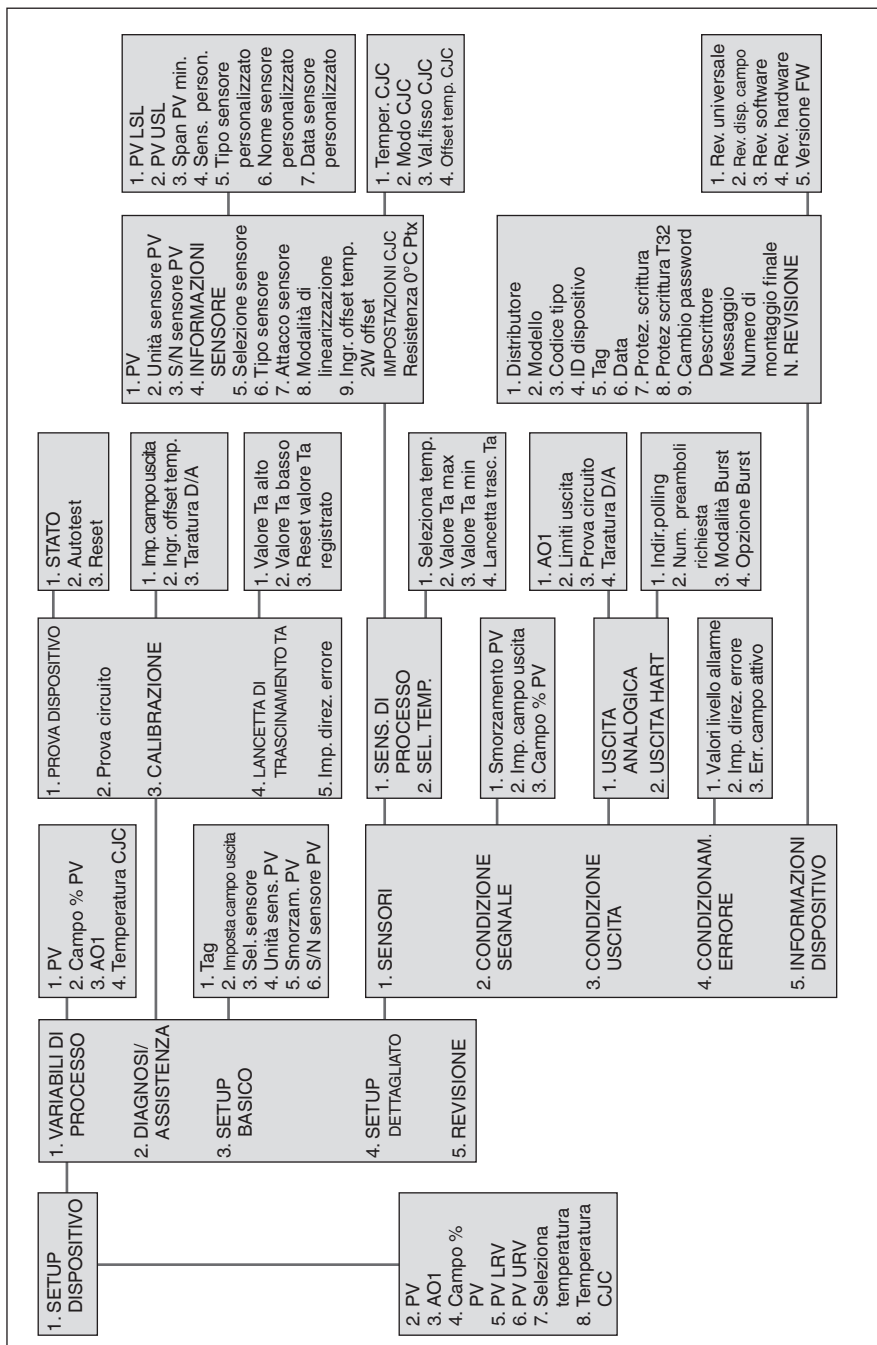 1. SETUP
DISPOSITIVO
2. PV
3. AO1
4. Campo %
PV
5. PV LRV
6. PV URV
7. Seleziona
temperatura
8. Temperatura
CJC
1. VARIABILI DI
PROCESSO
2. DIAGNOSI/
ASSISTENZA
3. SETUP
BASICO
4. SETUP
DETTAGLIATO
5. REVISIONE
1. PV
2. Campo % PV
3. AO1
4. Temperatura CJC
1. Tag
2. Imposta campo uscita
3. Sel. sensore
4. Unità sens. PV
5. Smorzam. PV
6. S/N sensore PV
1. PROVA DISPOSITIVO
2. Prova circuito
3. CALIBRAZIONE
4. LANCETTA DI
TRASCINAMENTO TA
5. Imp. direz. errore
1. STATO
2. Autotest
3. Reset
1. Imp. campo uscita
2. Ingr. offset temp.
3. Taratura D/A
1. Valore Ta alto
2. Valore Ta basso
3. Reset valore Ta
registrato
1. SENSORI
2. CONDIZIONE
SEGNALE
3. CONDIZIONE
USCITA
4. CONDIZIONAM.
ERRORE
5. INFORMAZIONI
DISPOSITIVO
1. SENS. DI
PROCESSO
2. SEL. TEMP.
1. Smorzamento PV
2. Imp. campo uscita
3. Campo % PV
1. USCITA
ANALOGICA
2. USCITA HART
1. Valori livello allarme
2. Imp. direz. errore
3. Err. campo attivo
1. Seleziona temp.
2. Valore Ta max
3. Valore Ta min
4. Lancetta trasc. Ta
1. AO1
2. Limiti uscita
3. Prova circuito
4. Taratura D/A
1. Indir.polling
2. Num. preamboli
richiesta
3. Modalità Burst
4. Opzione Burst
1. PV
2. Unità sensore PV
3. S/N sensore PV
4. INFORMAZIONI
SENSORE
5. Selezione sensore
6. Tipo sensore
7. Attacco sensore
8. Modalità di
linearizzazione
9. Ingr. offset temp.
2W offset
IMPOSTAZIONI CJC
Resistenza 0°C Ptx
1. PV LSL
2. PV USL
3. Span PV min.
4. Sens. person.
5. Tipo sensore
personalizzato
6. Nome sensore
personalizzato
7. Data sensore
personalizzato
1. Temper. CJC
2. Modo CJC
3. Val.fisso CJC
4. Offset temp. CJC
1. Distributore
2. Modello
3. Codice tipo
4. ID dispositivo
5. Tag
6. Data
7. Protez. scrittura
8. Protez scrittura T32
9. Cambio password
Descrittore
Messaggio
Numero di
montaggio finale
N. REVISIONE
1. Rev. universale
2. Rev. disp. campo
3. Rev. software
4. Rev. hardware
5. Versione FW